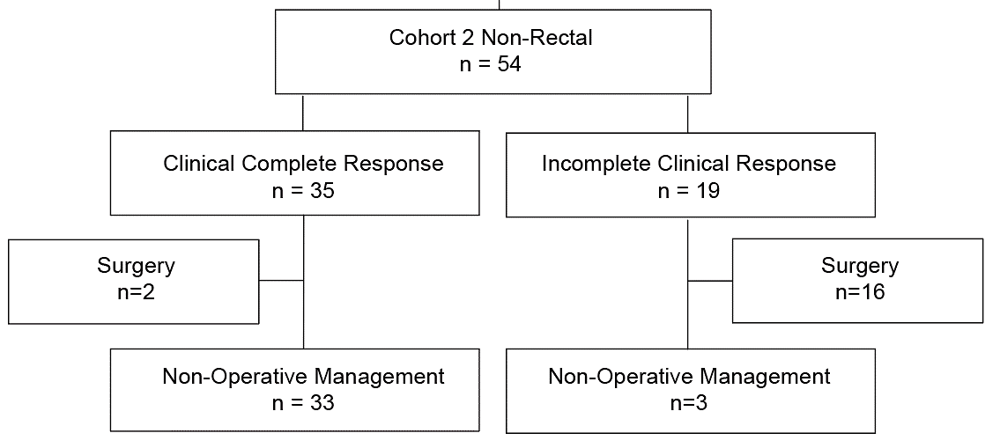 Cohort 2 Non-Rectal
n = 54
Clinical Complete Response
n = 35
Incomplete Clinical Response
n = 19
Surgery
n=2
Surgery
n=16
Non-Operative Management
n = 33
Non-Operative Management
n=3